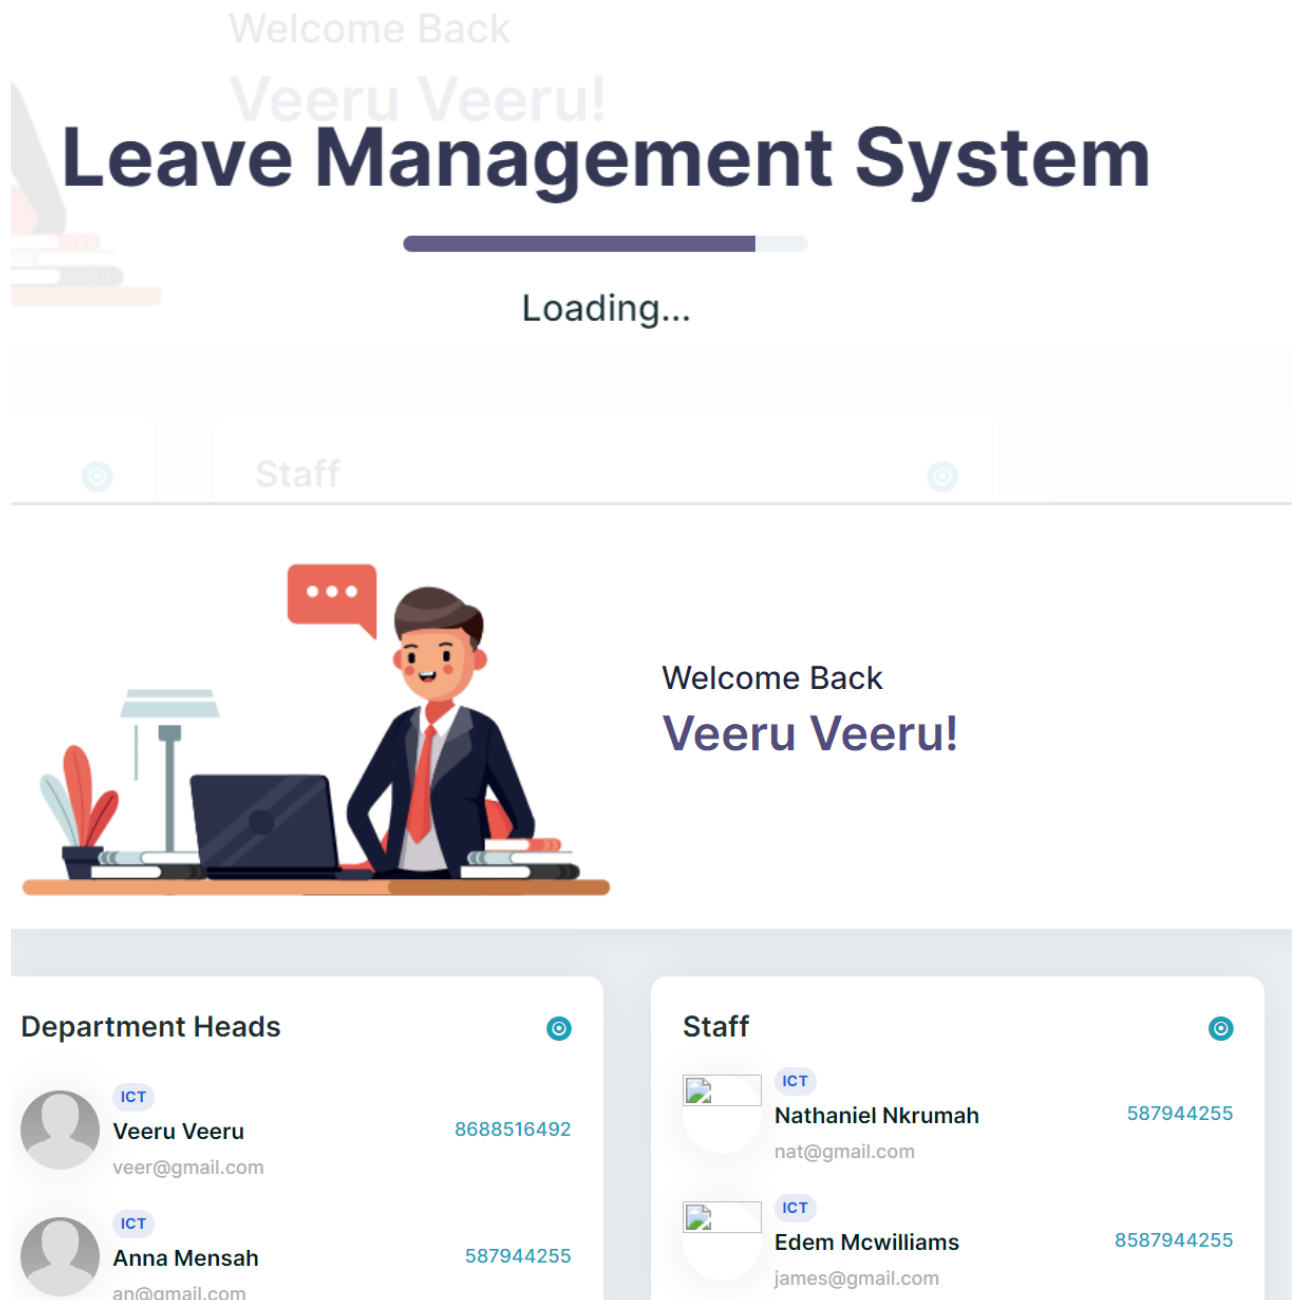 Welcome Back
Veeru Veeru!
Leave Management System
Loading...
Staff
Welcome Back
Veeru Veeru!
Department Heads
ICT
Veeru Veeru
8688516492
veer@gmail.com
ICT
Anna Mensah
587944255
an@gmail.com
Staff
ICT
Nathaniel Nkrumah
587944255
nat@gmail.com
ICT
Edem Mcwilliams
8587944255
james@gmail.com